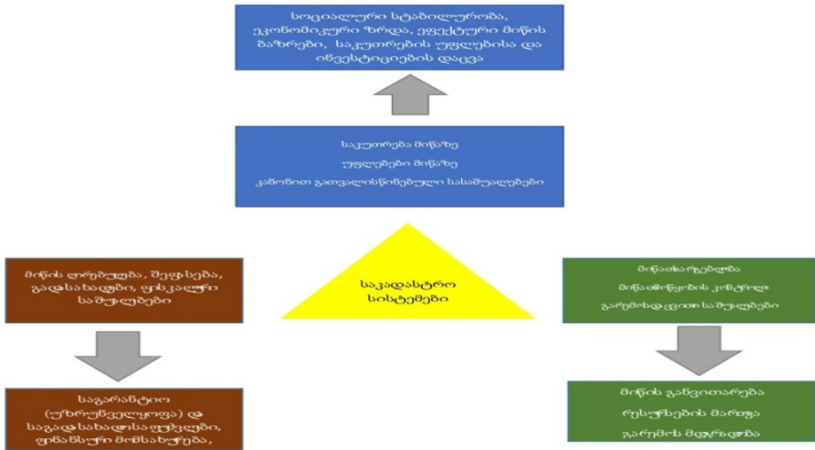 სოციალური სტაბილურობა,
ეკონომიკური ზრდა, ეფექტური მიწის
ბაზრები, საკუთრების უფლებისა და
ინვესტიციების დაცვა
საკუთრება მიწაზე
უფლებები მიწაზე
კანონით გათვალისწინებული სასაშუალებები
მიწის ღირებულება, შეფასება,
გადასახადები, ფისკალური
საშუალებები
საკადასტრო
სისტემები
მიწათსარგებლობა
მიწათმოწყობის კონტროლი
გარემოსდაცვითი საშუალებები
საგარანტიო
(უზრუნველყოფა) და
საგადასახადო საფუძვლები,
ფინანსური მომსახურება,
მიწის განვითარება
რესურსების მართვა
გარემოს მდგრადობა